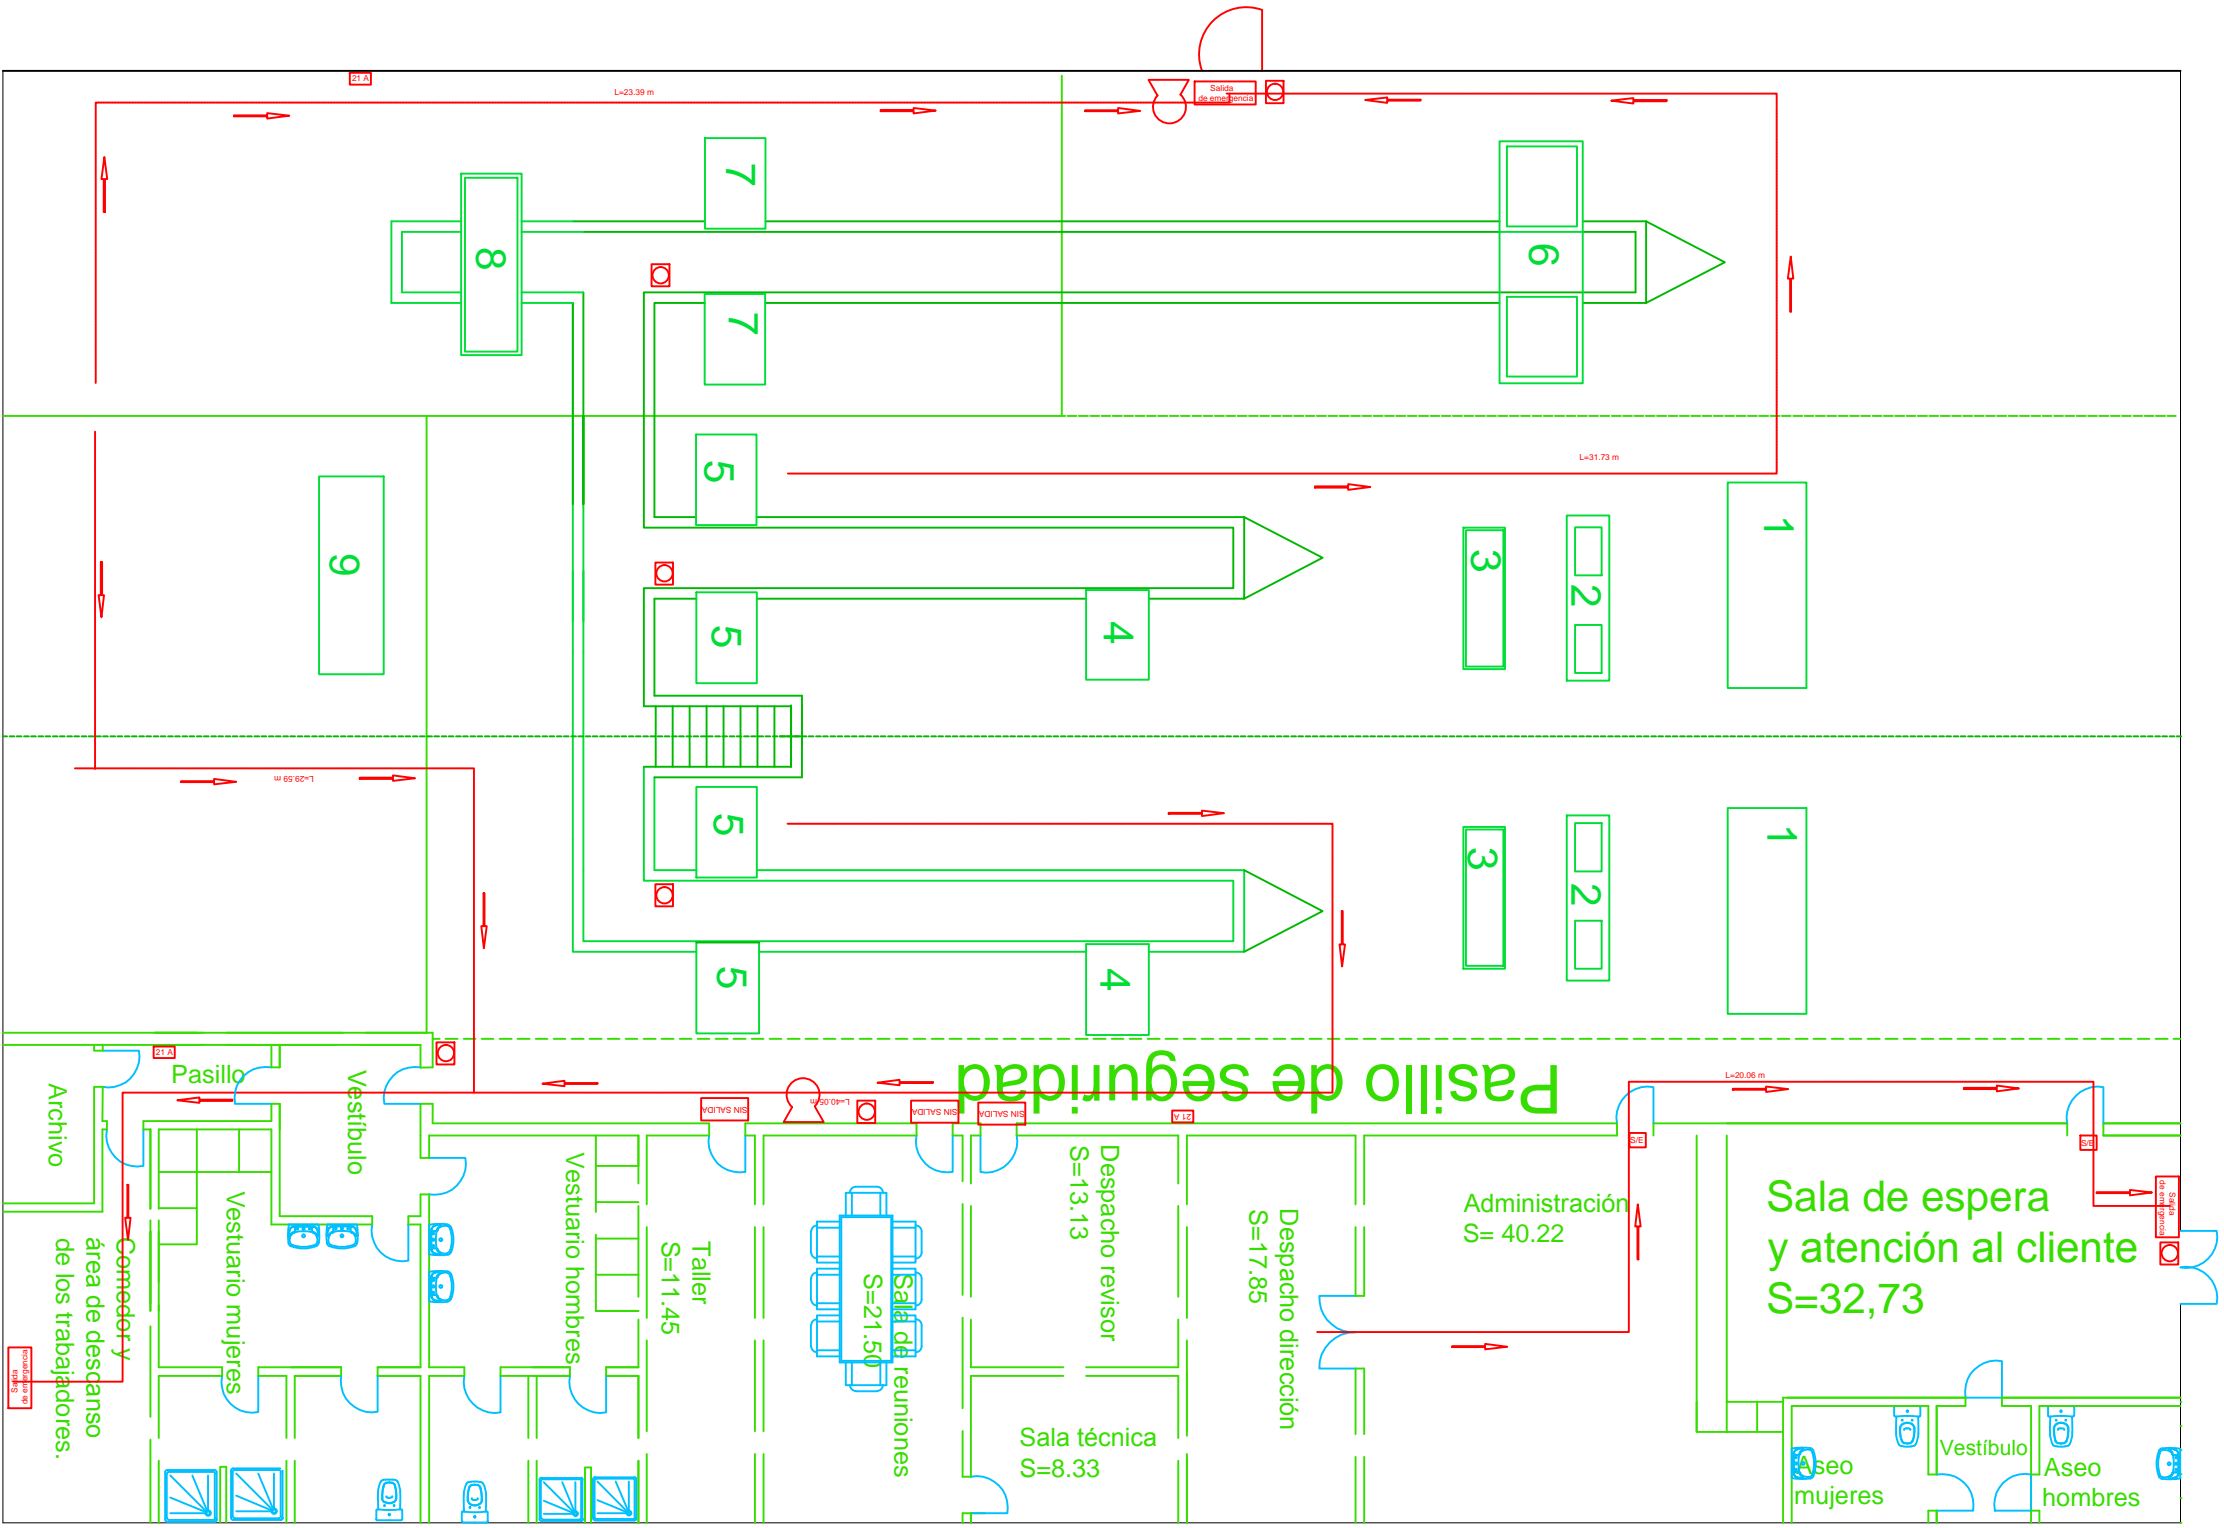 21 A
L=23.39 m
Salida
de emergencia
7
8
6
7
L=31.73 m
5
1
9
3
2
5
4
L=29.59 m
5
1
3
2
5
4
21 A
Pasillo
Vestíbulo
Archivo
Pasillo de seguridad
L=20.06 m
SIN SALIDA
L=40.05 m
SIN SALIDA
SIN SALIDA
21 A
S/E
S/E
Comedor y
área de descanso
de los trabajadores.
Vestuario mujeres
Vestuario hombres
Taller
S=11.45
Sala de reuniones
S=21.50
Despacho revisor
S=13.13
Despacho dirección
S=17.85
Administración
S= 40.22
Sala de espera
y atención al cliente
S=32,73
Salida
de emergencia
Salida
de emergencia
Sala técnica
S=8.33
Aseo
mujeres
Vestíbulo
Aseo
hombres